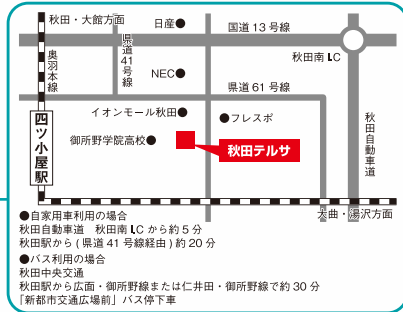 秋田・大館方面
日産●
国道13号線
奥羽本線
県道41号線
秋田南I.C
NEC●
県道61号線
イオンモール秋田●
●フレスポ
秋田自動車道
御所野学院高校●
秋田テルサ
四ツ小屋駅
大曲・湯沢方面
●自家用車利用の場合
秋田自動車道 秋田南I.Cから約5分
秋田駅から(県道41号線経由)約20分
●バス利用の場合
秋田中央交通
秋田駅から広面・御所野線または仁井田・御所野線で約30分
「新都市交通広場前」バス停下車